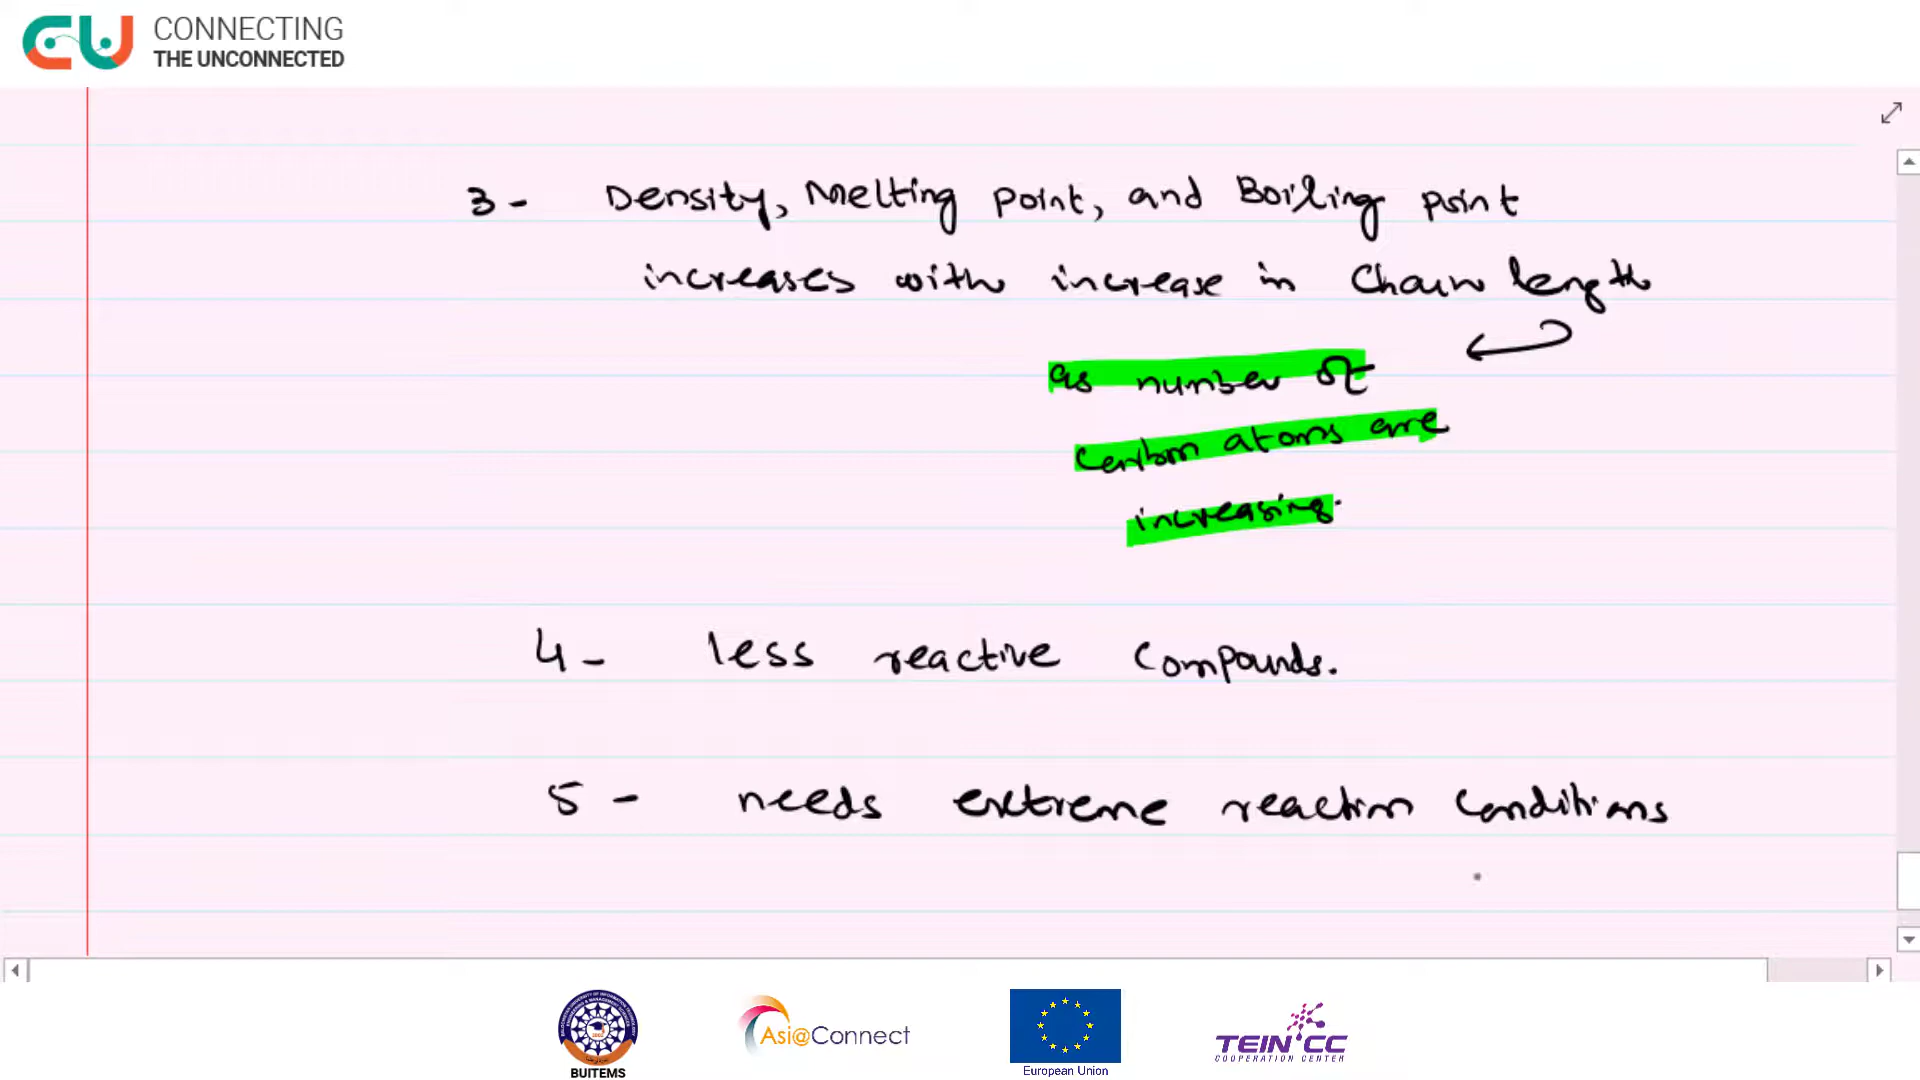 CONNECTING
THE UNCONNECTED
3- Density, Melting point, and Boiling point
increases with increase in Chain length
as number of
carbon atoms are
increasing.
4- less reactive compounds.
5- needs extreme reaction conditions
BUITEMS
Asi@Connect
European Union
TEIN*CC
COOPERATION CENTER